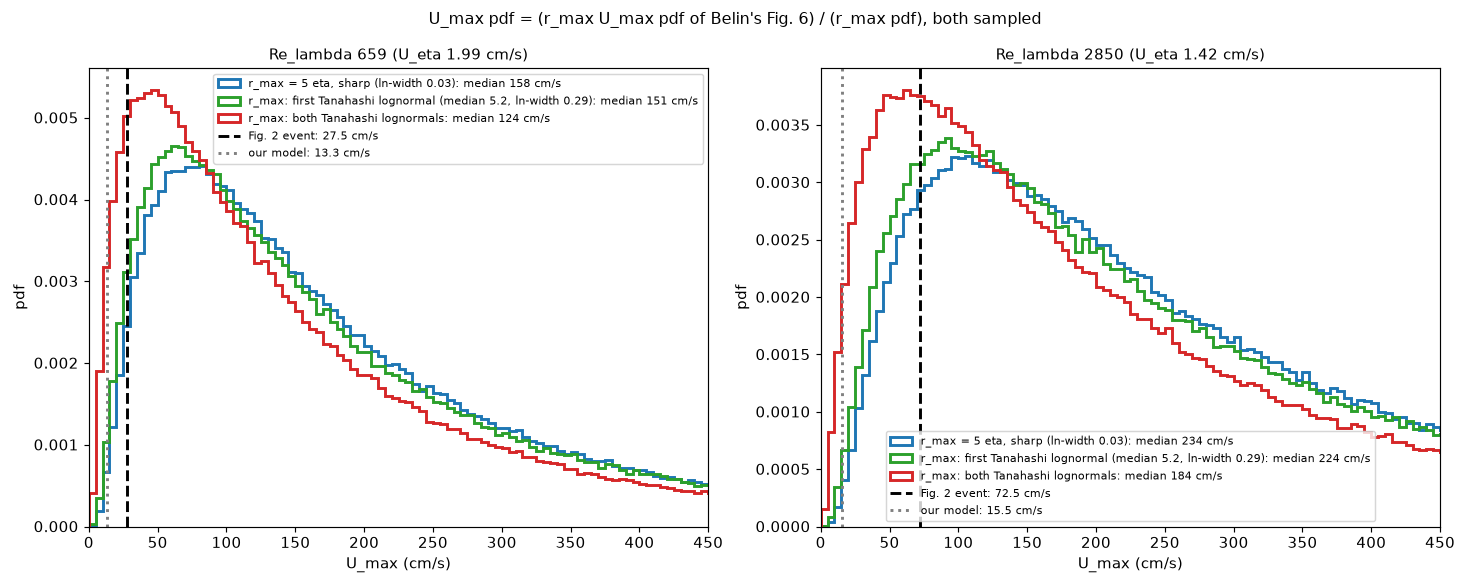 U_max pdf = (r_max U_max pdf of Belin's Fig. 6) / (r_max pdf), both sampled
Re_lambda 659 (U_eta 1.99 cm/s)
r_max = 5 eta, sharp (ln-width 0.03): median 158 cm/s
r_max: first Tanahashi lognormal (median 5.2, ln-width 0.29): median 151 cm/s
r_max: both Tanahashi lognormals: median 124 cm/s
Fig. 2 event: 27.5 cm/s
our model: 13.3 cm/s
pdf
0.005
0.004
0.003
0.002
0.001
0.000
0 50 100 150 200 250 300 350 400 450
U_max (cm/s)
Re_lambda 2850 (U_eta 1.42 cm/s)
pdf
0.0035
0.0030
0.0025
0.0020
0.0015
0.0010
0.0005
0.0000
r_max = 5 eta, sharp (ln-width 0.03): median 234 cm/s
r_max: first Tanahashi lognormal (median 5.2, ln-width 0.29): median 224 cm/s
r_max: both Tanahashi lognormals: median 184 cm/s
Fig. 2 event: 72.5 cm/s
our model: 15.5 cm/s
0 50 100 150 200 250 300 350 400 450
U_max (cm/s)